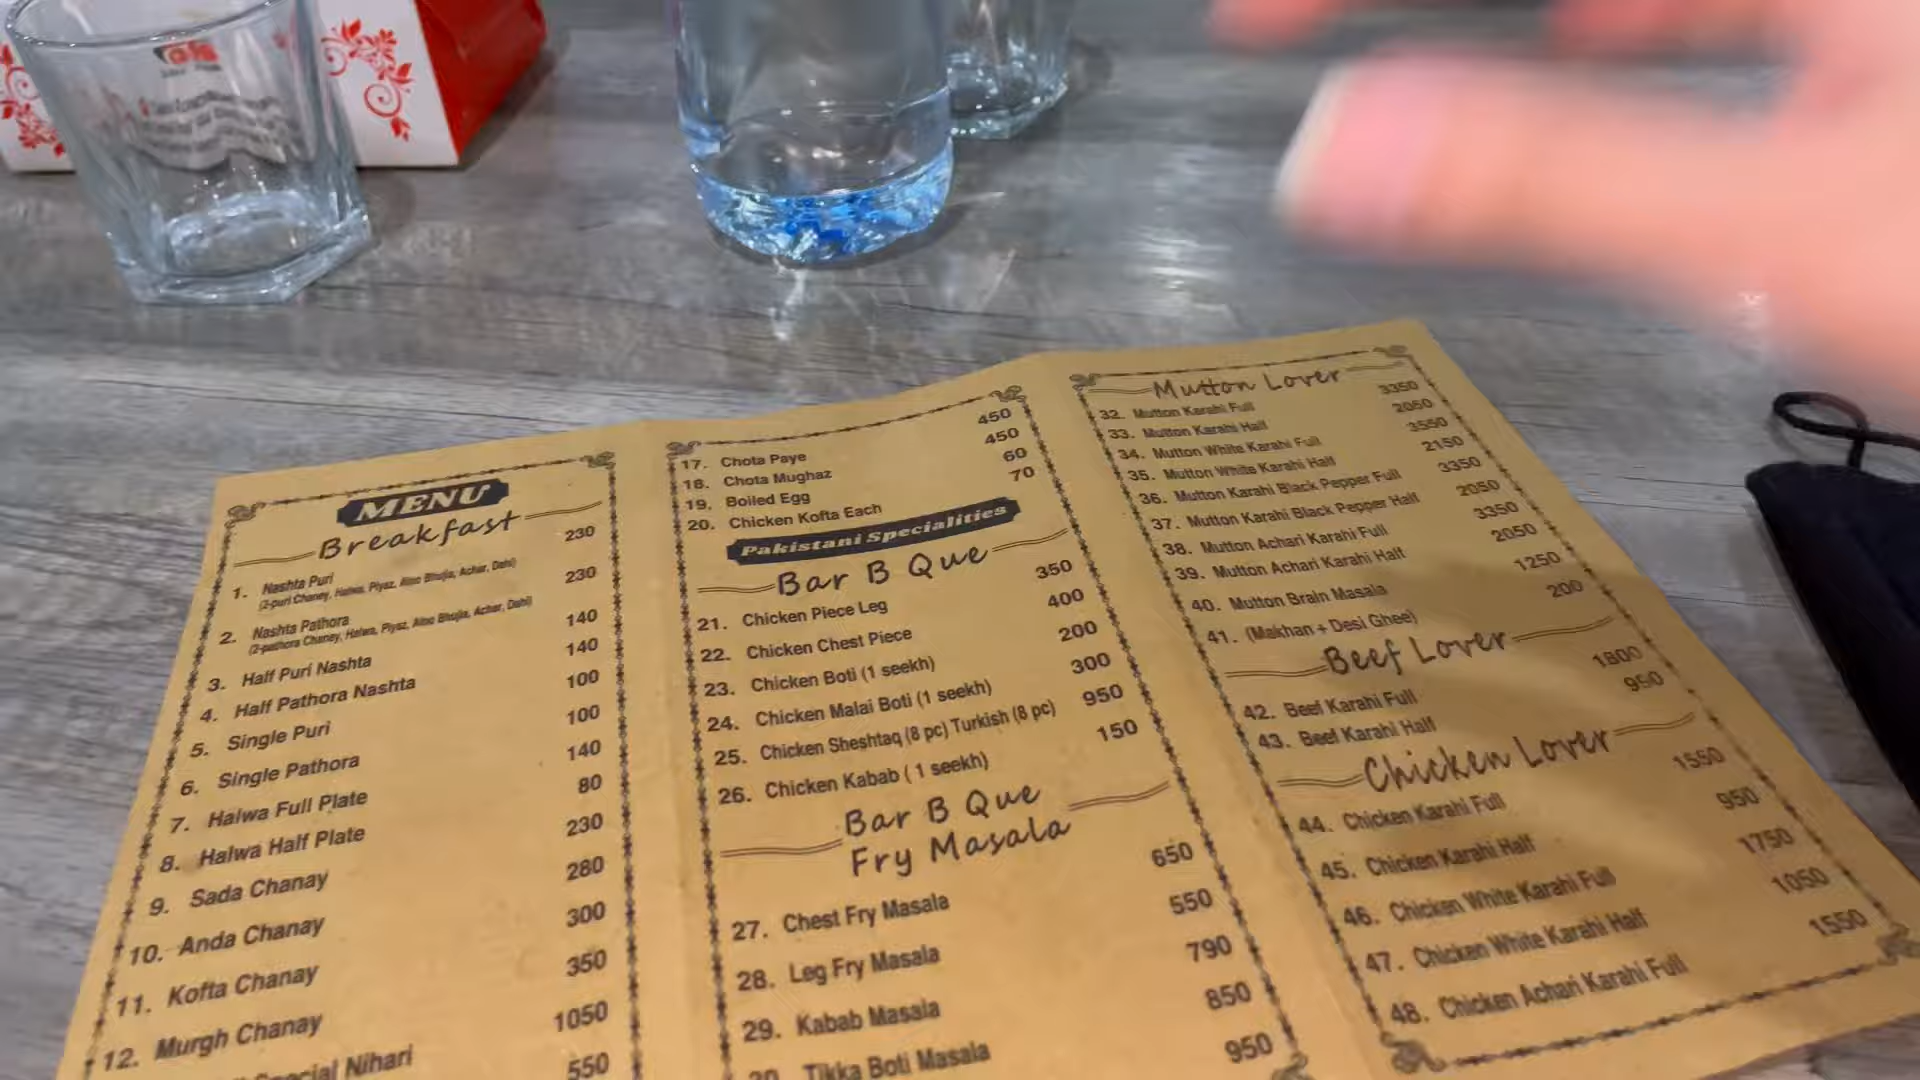 MENU
Breakfast
1. Nashta Puri 230
(2-puri Chaney, Halwa, Piyaz, Aloo Bhujia, Achar, Dahi)
2. Nashta Pathora 230
(2-pathora Chaney, Halwa, Piyaz, Aloo Bhujia, Achar, Dahi)
3. Half Puri Nashta 140
4. Half Pathora Nashta 140
5. Single Puri 100
6. Single Pathora 100
7. Halwa Full Plate 140
8. Halwa Half Plate 80
9. Sada Chanay 230
10. Anda Chanay 280
11. Kofta Chanay 300
12. Murgh Chanay 350
Special Nihari 1050
550
17. Chota Paye 450
18. Chota Mughaz 450
19. Boiled Egg 60
20. Chicken Kofta Each 70
Pakistani Specialities
Bar B Que
21. Chicken Piece Leg 350
22. Chicken Chest Piece 400
23. Chicken Boti (1 seekh) 200
24. Chicken Malai Boti (1 seekh) 300
25. Chicken Sheshtaq (8 pc) Turkish (8 pc) 950
26. Chicken Kabab ( 1 seekh) 150
Bar B Que
Fry Masala
27. Chest Fry Masala 650
28. Leg Fry Masala 550
29. Kabab Masala 790
30. Tikka Boti Masala 850
950
Mutton Lover
32. Mutton Karahi Full 3350
33. Mutton Karahi Half 2050
34. Mutton White Karahi Full 3550
35. Mutton White Karahi Half 2150
36. Mutton Karahi Black Pepper Full 3350
37. Mutton Karahi Black Pepper Half 2050
38. Mutton Achari Karahi Full 3350
39. Mutton Achari Karahi Half 2050
40. Mutton Brain Masala 1250
41. (Makhan + Desi Ghee) 200
Beef Lover
42. Beef Karahi Full 1800
43. Beef Karahi Half 950
Chicken Lover
44. Chicken Karahi Full 1550
45. Chicken Karahi Half 950
46. Chicken White Karahi Full 1750
47. Chicken White Karahi Half 1050
48. Chicken Achari Karahi Full 1550